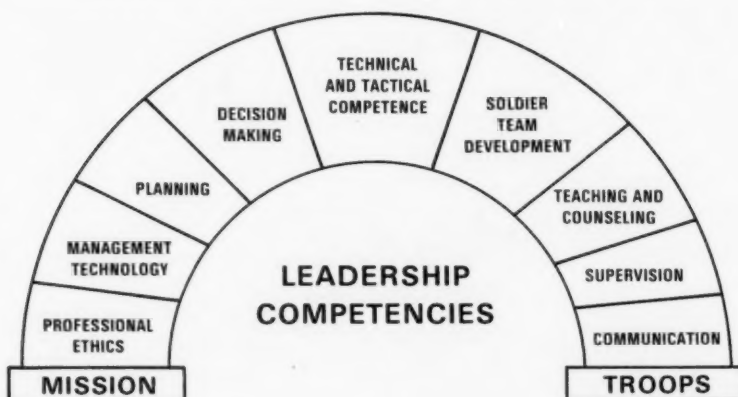 TECHNICAL
AND TACTICAL
COMPETENCE
DECISION
MAKING
SOLDIER
TEAM
DEVELOPMENT
PLANNING
TEACHING AND
COUNSELING
MANAGEMENT
TECHNOLOGY
SUPERVISION
PROFESSIONAL
ETHICS
COMMUNICATION
LEADERSHIP
COMPETENCIES
MISSION
TROOPS